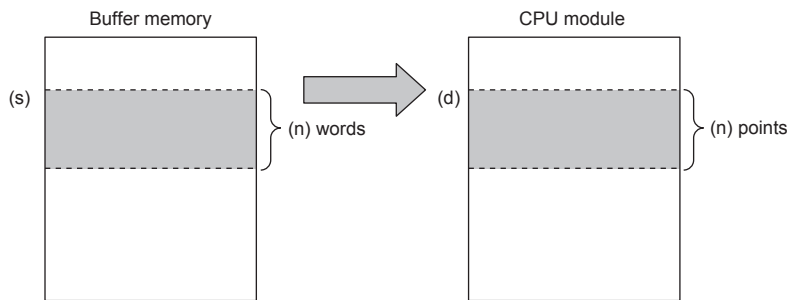 Buffer memory
CPU module
(s)
(d)
(n) words
(n) points